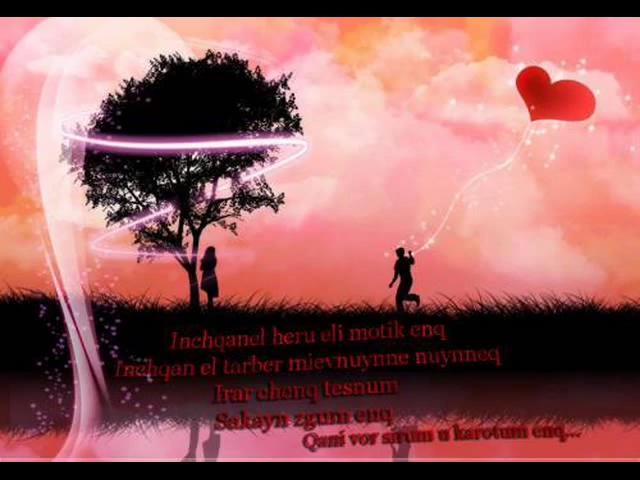 Inchqanel heru eli motik enq
Inchqan el tarber mievnuynne nuynneq
Irar chenq tesnum
Sakayn zgum enq
Qani vor sirum u karotum enq...